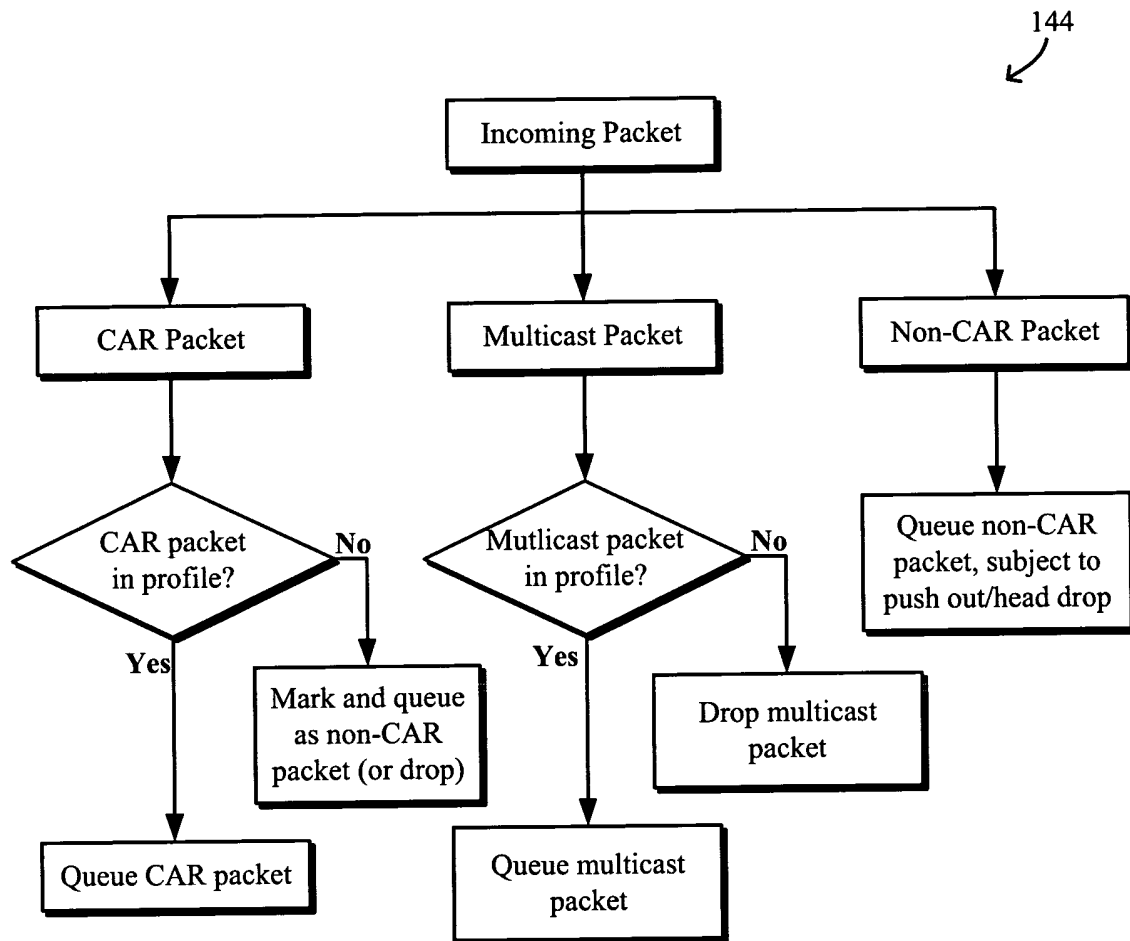 144
Incoming Packet
CAR Packet
Multicast Packet
Non-CAR Packet
CAR packet
in profile?
No
Yes
Mutlicast packet
in profile?
No
Yes
Queue non-CAR
packet, subject to
push out/head drop
Mark and queue
as non-CAR
packet (or drop)
Drop multicast
packet
Queue CAR packet
Queue multicast
packet